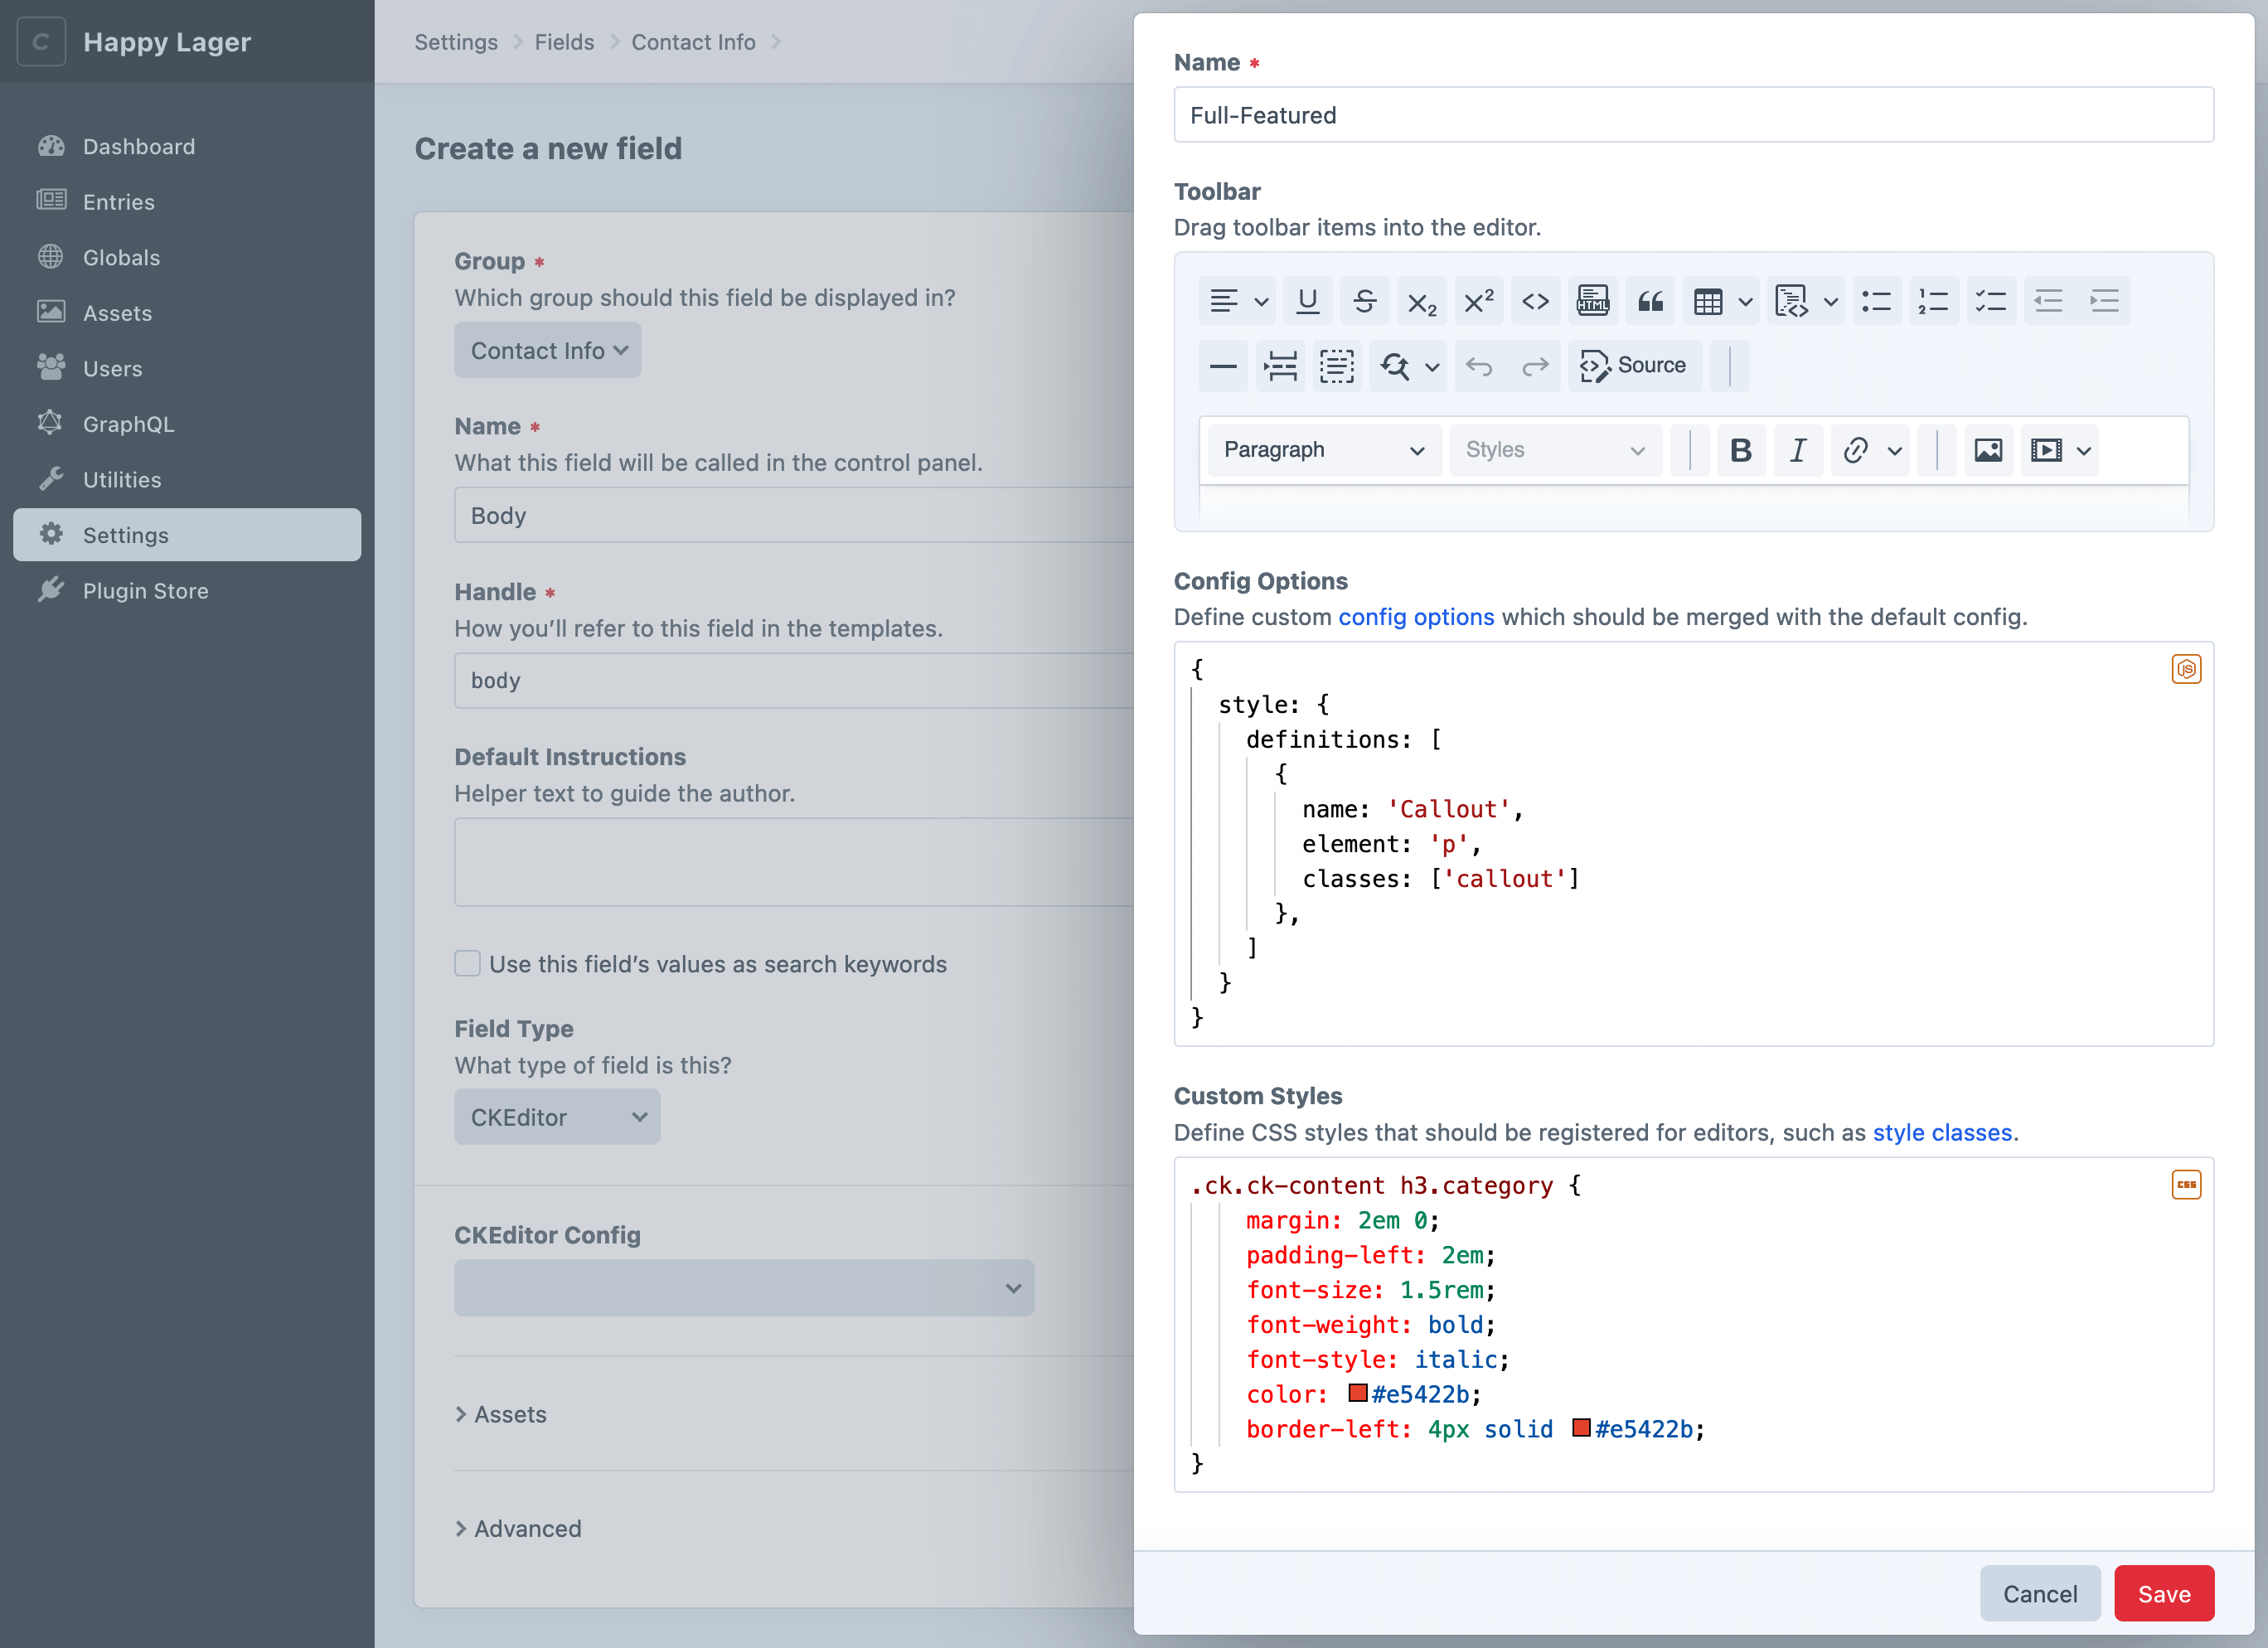 Happy Lager
Dashboard
Entries
Globals
Assets
Users
GraphQL
Utilities
Settings
Plugin Store
Settings
Fields
Contact Info
Create a new field
Group *
Which group should this field be displayed in?
Contact Info
Name *
What this field will be called in the control panel.
Body
Handle *
How you’ll refer to this field in the templates.
body
Default Instructions
Helper text to guide the author.
Use this field’s values as search keywords
Field Type
What type of field is this?
CKEditor
CKEditor Config
Assets
Advanced
Name *
Full-Featured
Toolbar
Drag toolbar items into the editor.
HTML
Source
Paragraph
Styles
B I
Config Options
Define custom config options which should be merged with the default config.
JS
{
style: {
definitions: [
{
name: 'Callout',
element: 'p',
classes: ['callout']
},
]
}
}
Custom Styles
Define CSS styles that should be registered for editors, such as style classes.
CSS
.ck.ck-content h3.category {
margin: 2em 0;
padding-left: 2em;
font-size: 1.5rem;
font-weight: bold;
font-style: italic;
color: #e5422b;
border-left: 4px solid #e5422b;
}
Cancel
Save